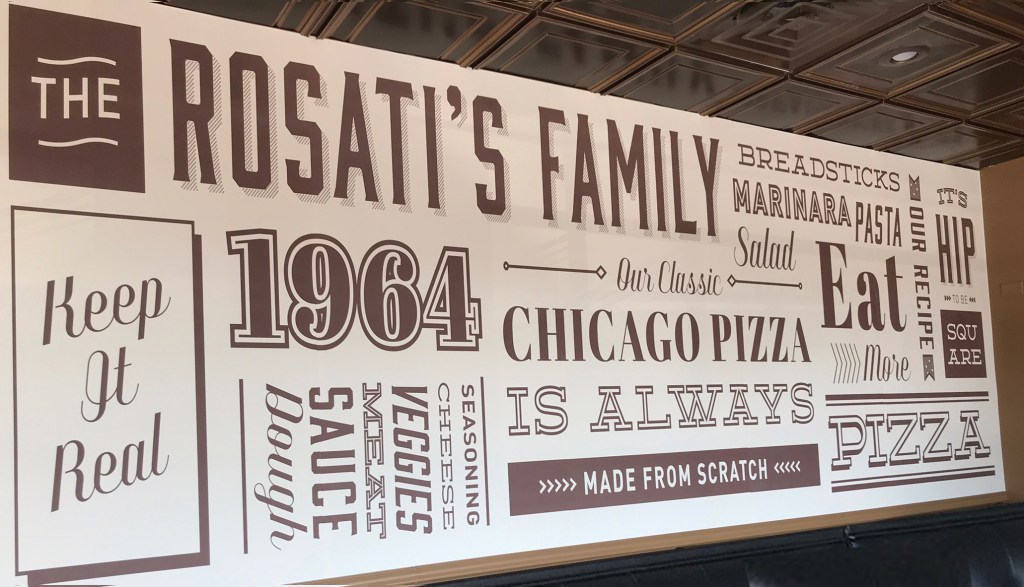 THE
ROSATI'S FAMILY
Keep
It
Real
1964
Dough
SAUCE
MEAT
VEGGIES
CHEESE
SEASONING
Our Classic
CHICAGO PIZZA
IS ALWAYS
>>>>> MADE FROM SCRATCH <<<<<
BREADSTICKS
MARINARA PASTA
Salad
Eat
More
OUR RECIPE
IT'S
HIP
>>> TO BE <<<
SQU
ARE
PIZZA